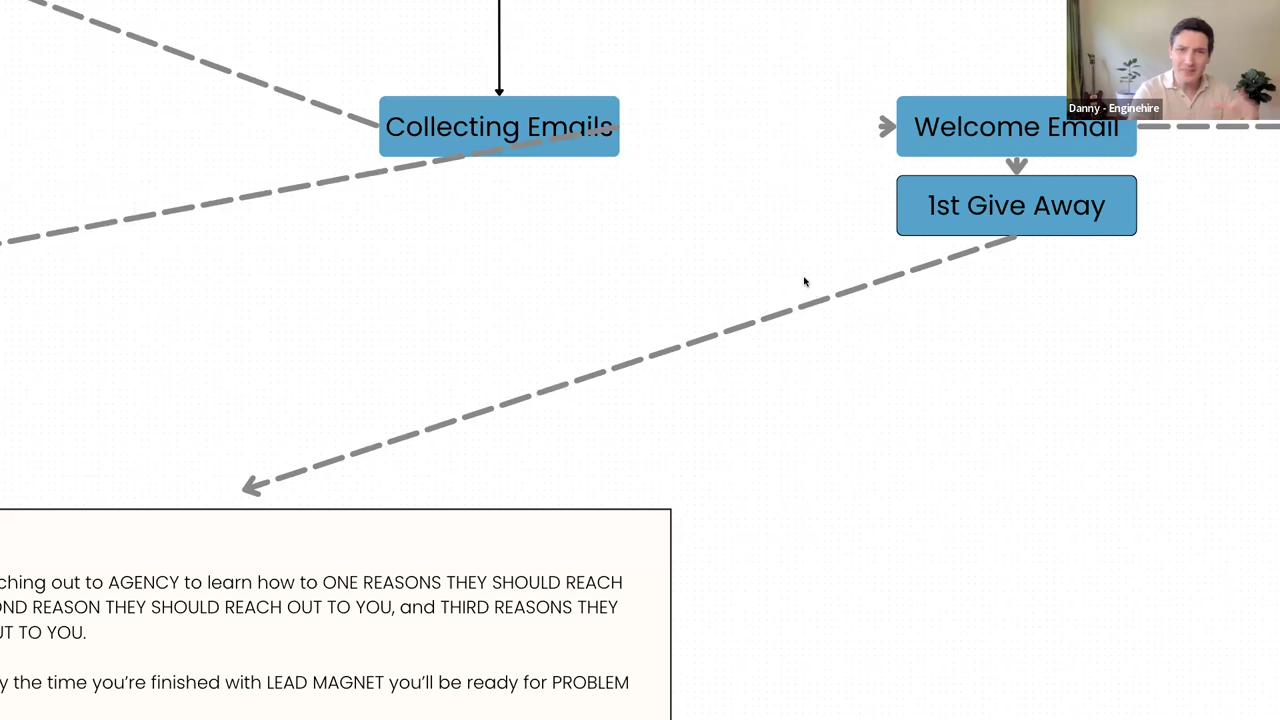 Danny - Enginehire
Collecting Emails
Welcome Email
1st Give Away
ching out to AGENCY to learn how to ONE REASONS THEY SHOULD REACH
OND REASON THEY SHOULD REACH OUT TO YOU, and THIRD REASONS THEY
UT TO YOU.
y the time you're finished with LEAD MAGNET you'll be ready for PROBLEM